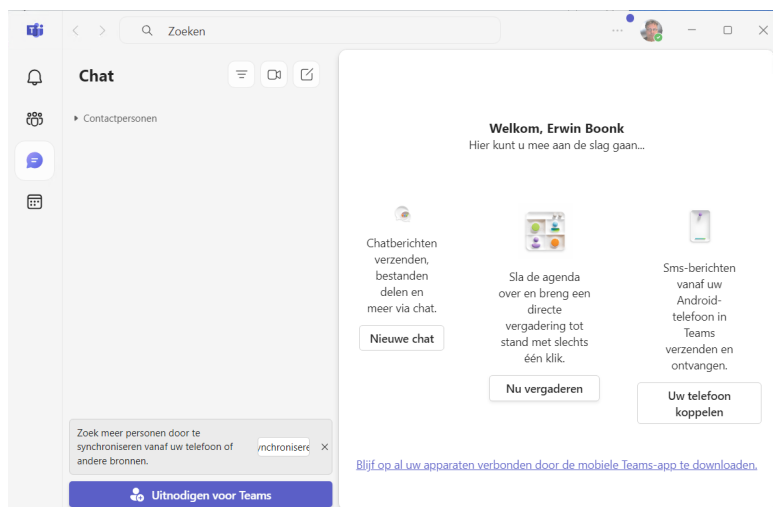 Zoeken
Chat
Contactpersonen
Welkom, Erwin Boonk
Hier kunt u mee aan de slag gaan...
Chatberichten
verzenden,
bestanden
delen en
meer via chat.
Nieuwe chat
Sla de agenda
over en breng een
directe
vergadering tot
stand met slechts
één klik.
Nu vergaderen
Sms-berichten
vanaf uw
Android-
telefoon in
Teams
verzenden en
ontvangen.
Uw telefoon
koppelen
Zoek meer personen door te
synchroniseren vanaf uw telefoon of
andere bronnen.
ynchronisere
Uitnodigen voor Teams
Blijf op al uw apparaten verbonden door de mobiele Teams-app te downloaden.